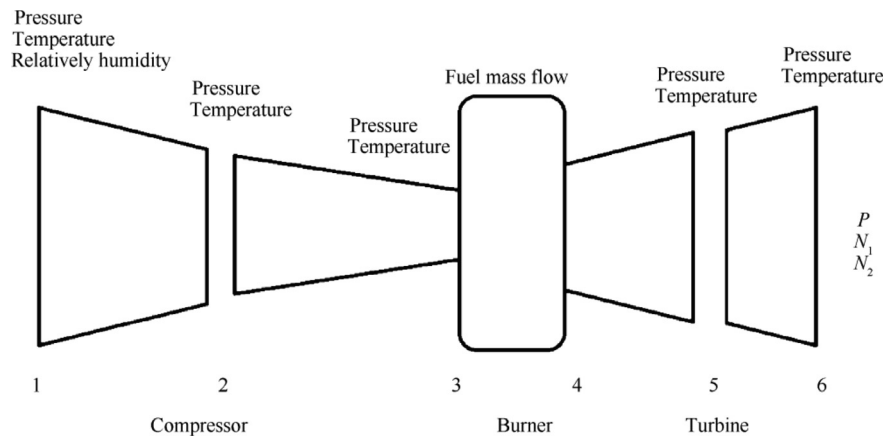 Pressure
Temperature
Relatively humidity
Pressure
Temperature
Pressure
Temperature
Fuel mass flow
Pressure
Temperature
Pressure
Temperature
P
N₁
N₂
1 2 3 4 5 6
Compressor Burner Turbine